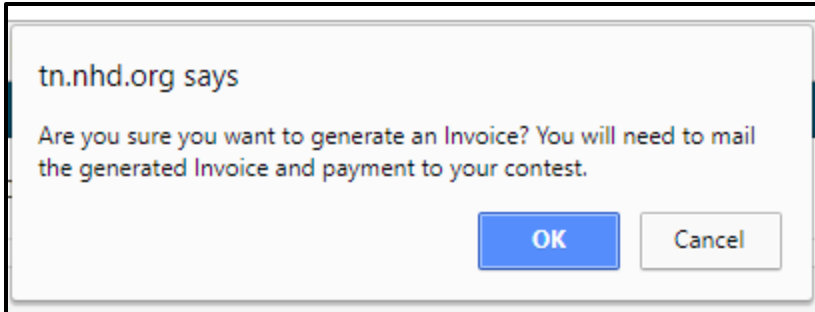 tn.nhd.org says
Are you sure you want to generate an Invoice? You will need to mail
the generated Invoice and payment to your contest.
OK
Cancel